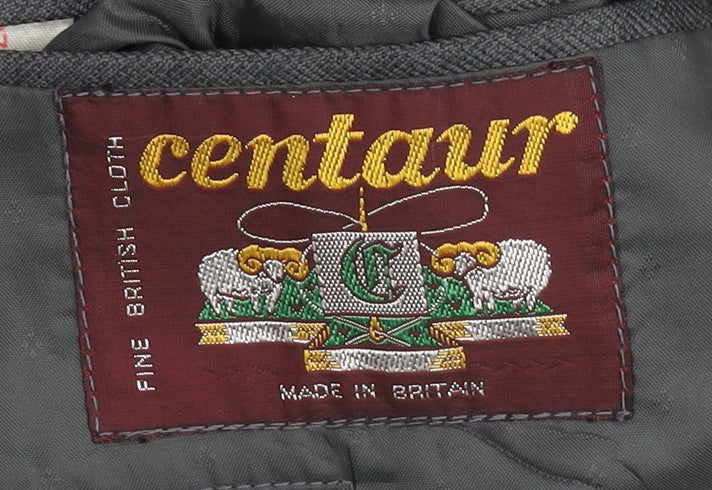 centaur
FINE BRITISH CLOTH
C
MADE IN BRITAIN